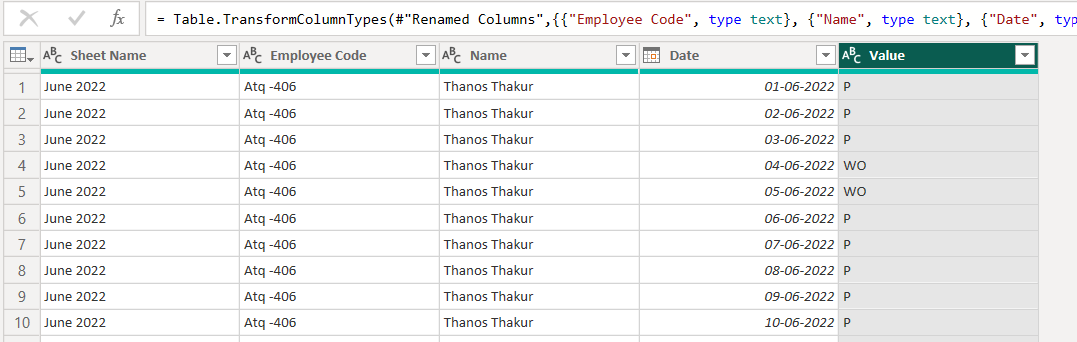 = Table.TransformColumnTypes(#"Renamed Columns",{{"Employee Code", type text}, {"Name", type text}, {"Date", typ
Sheet Name Employee Code Name Date Value
1 June 2022 Atq -406 Thanos Thakur 01-06-2022 P
2 June 2022 Atq -406 Thanos Thakur 02-06-2022 P
3 June 2022 Atq -406 Thanos Thakur 03-06-2022 P
4 June 2022 Atq -406 Thanos Thakur 04-06-2022 WO
5 June 2022 Atq -406 Thanos Thakur 05-06-2022 WO
6 June 2022 Atq -406 Thanos Thakur 06-06-2022 P
7 June 2022 Atq -406 Thanos Thakur 07-06-2022 P
8 June 2022 Atq -406 Thanos Thakur 08-06-2022 P
9 June 2022 Atq -406 Thanos Thakur 09-06-2022 P
10 June 2022 Atq -406 Thanos Thakur 10-06-2022 P